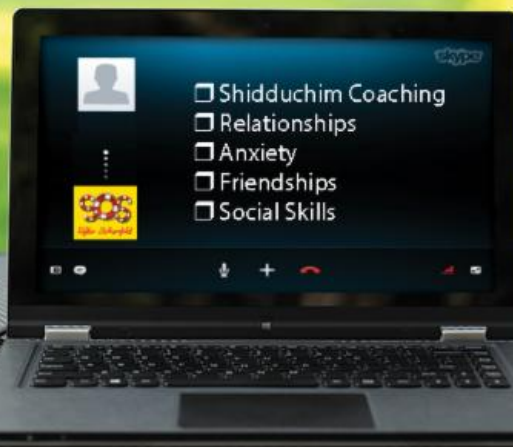 skype
Shidduchim Coaching
Relationships
Anxiety
Friendships
Social Skills
SOS